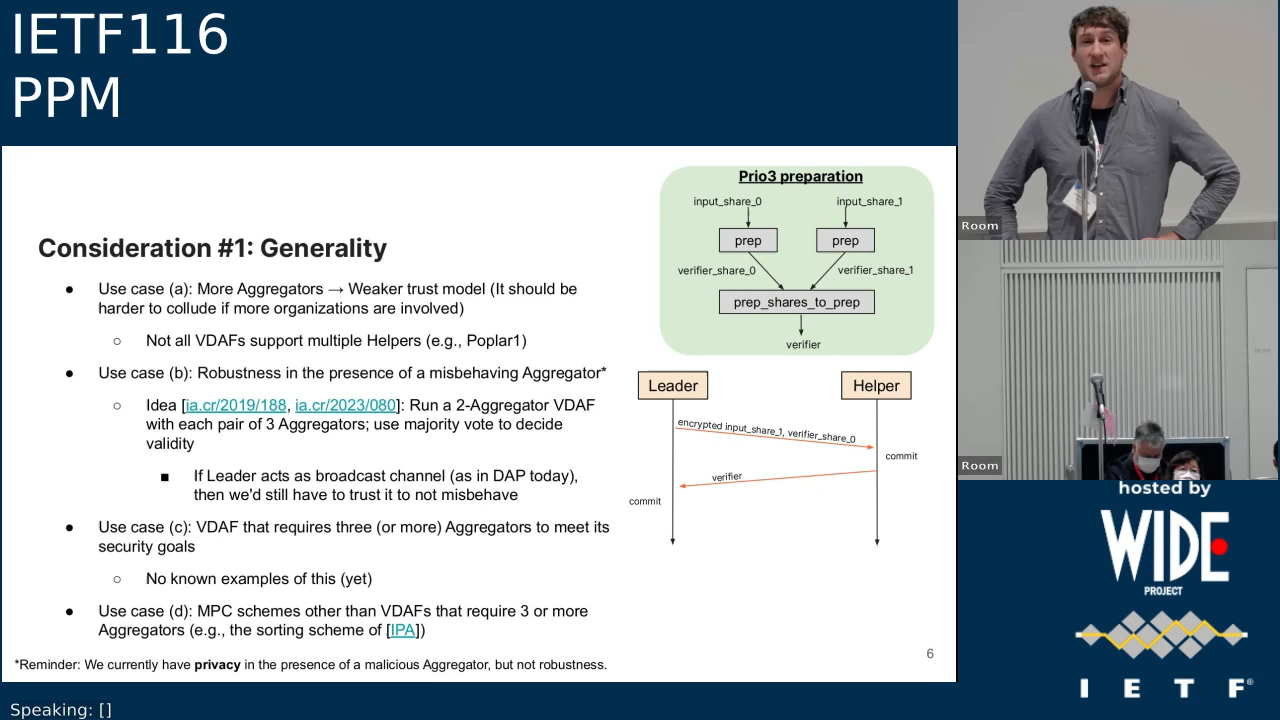 IETF116
PPM
Consideration #1: Generality
● Use case (a): More Aggregators → Weaker trust model (It should be
harder to collude if more organizations are involved)
○ Not all VDAFs support multiple Helpers (e.g., Poplar1)
● Use case (b): Robustness in the presence of a misbehaving Aggregator*
○ Idea [ia.cr/2019/188, ia.cr/2023/080]: Run a 2-Aggregator VDAF
with each pair of 3 Aggregators; use majority vote to decide
validity
■ If Leader acts as broadcast channel (as in DAP today),
then we'd still have to trust it to not misbehave
● Use case (c): VDAF that requires three (or more) Aggregators to meet its
security goals
○ No known examples of this (yet)
● Use case (d): MPC schemes other than VDAFs that require 3 or more
Aggregators (e.g., the sorting scheme of [IPA])
*Reminder: We currently have privacy in the presence of a malicious Aggregator, but not robustness.
Prio3 preparation
input_share_0 input_share_1
prep prep
verifier_share_0 verifier_share_1
prep_shares_to_prep
verifier
Leader Helper
encrypted input_share_1, verifier_share_0
commit
verifier
commit
6
Room
Room
hosted by
WIDE
PROJECT
I E T F®
Speaking: []